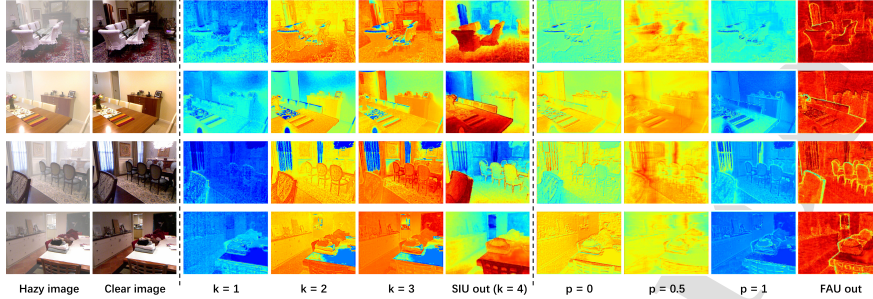 Hazy image Clear image k = 1 k = 2 k = 3 SIU out (k = 4) p = 0 p = 0.5 p = 1 FAU out